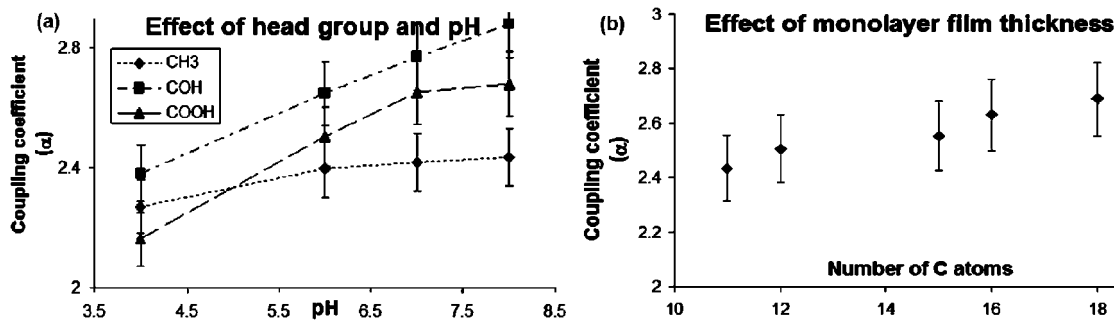 (a)
Effect of head group and pH
2.8
CH3
COH
COOH
Coupling coefficient
(α)
2.4
2
3.5 4.5 5.5 6.5 7.5 8.5
pH
(b)
Effect of monolayer film thickness
3
2.8
2.6
2.4
2.2
2
Coupling coefficient
(α)
Number of C atoms
10 12 14 16 18